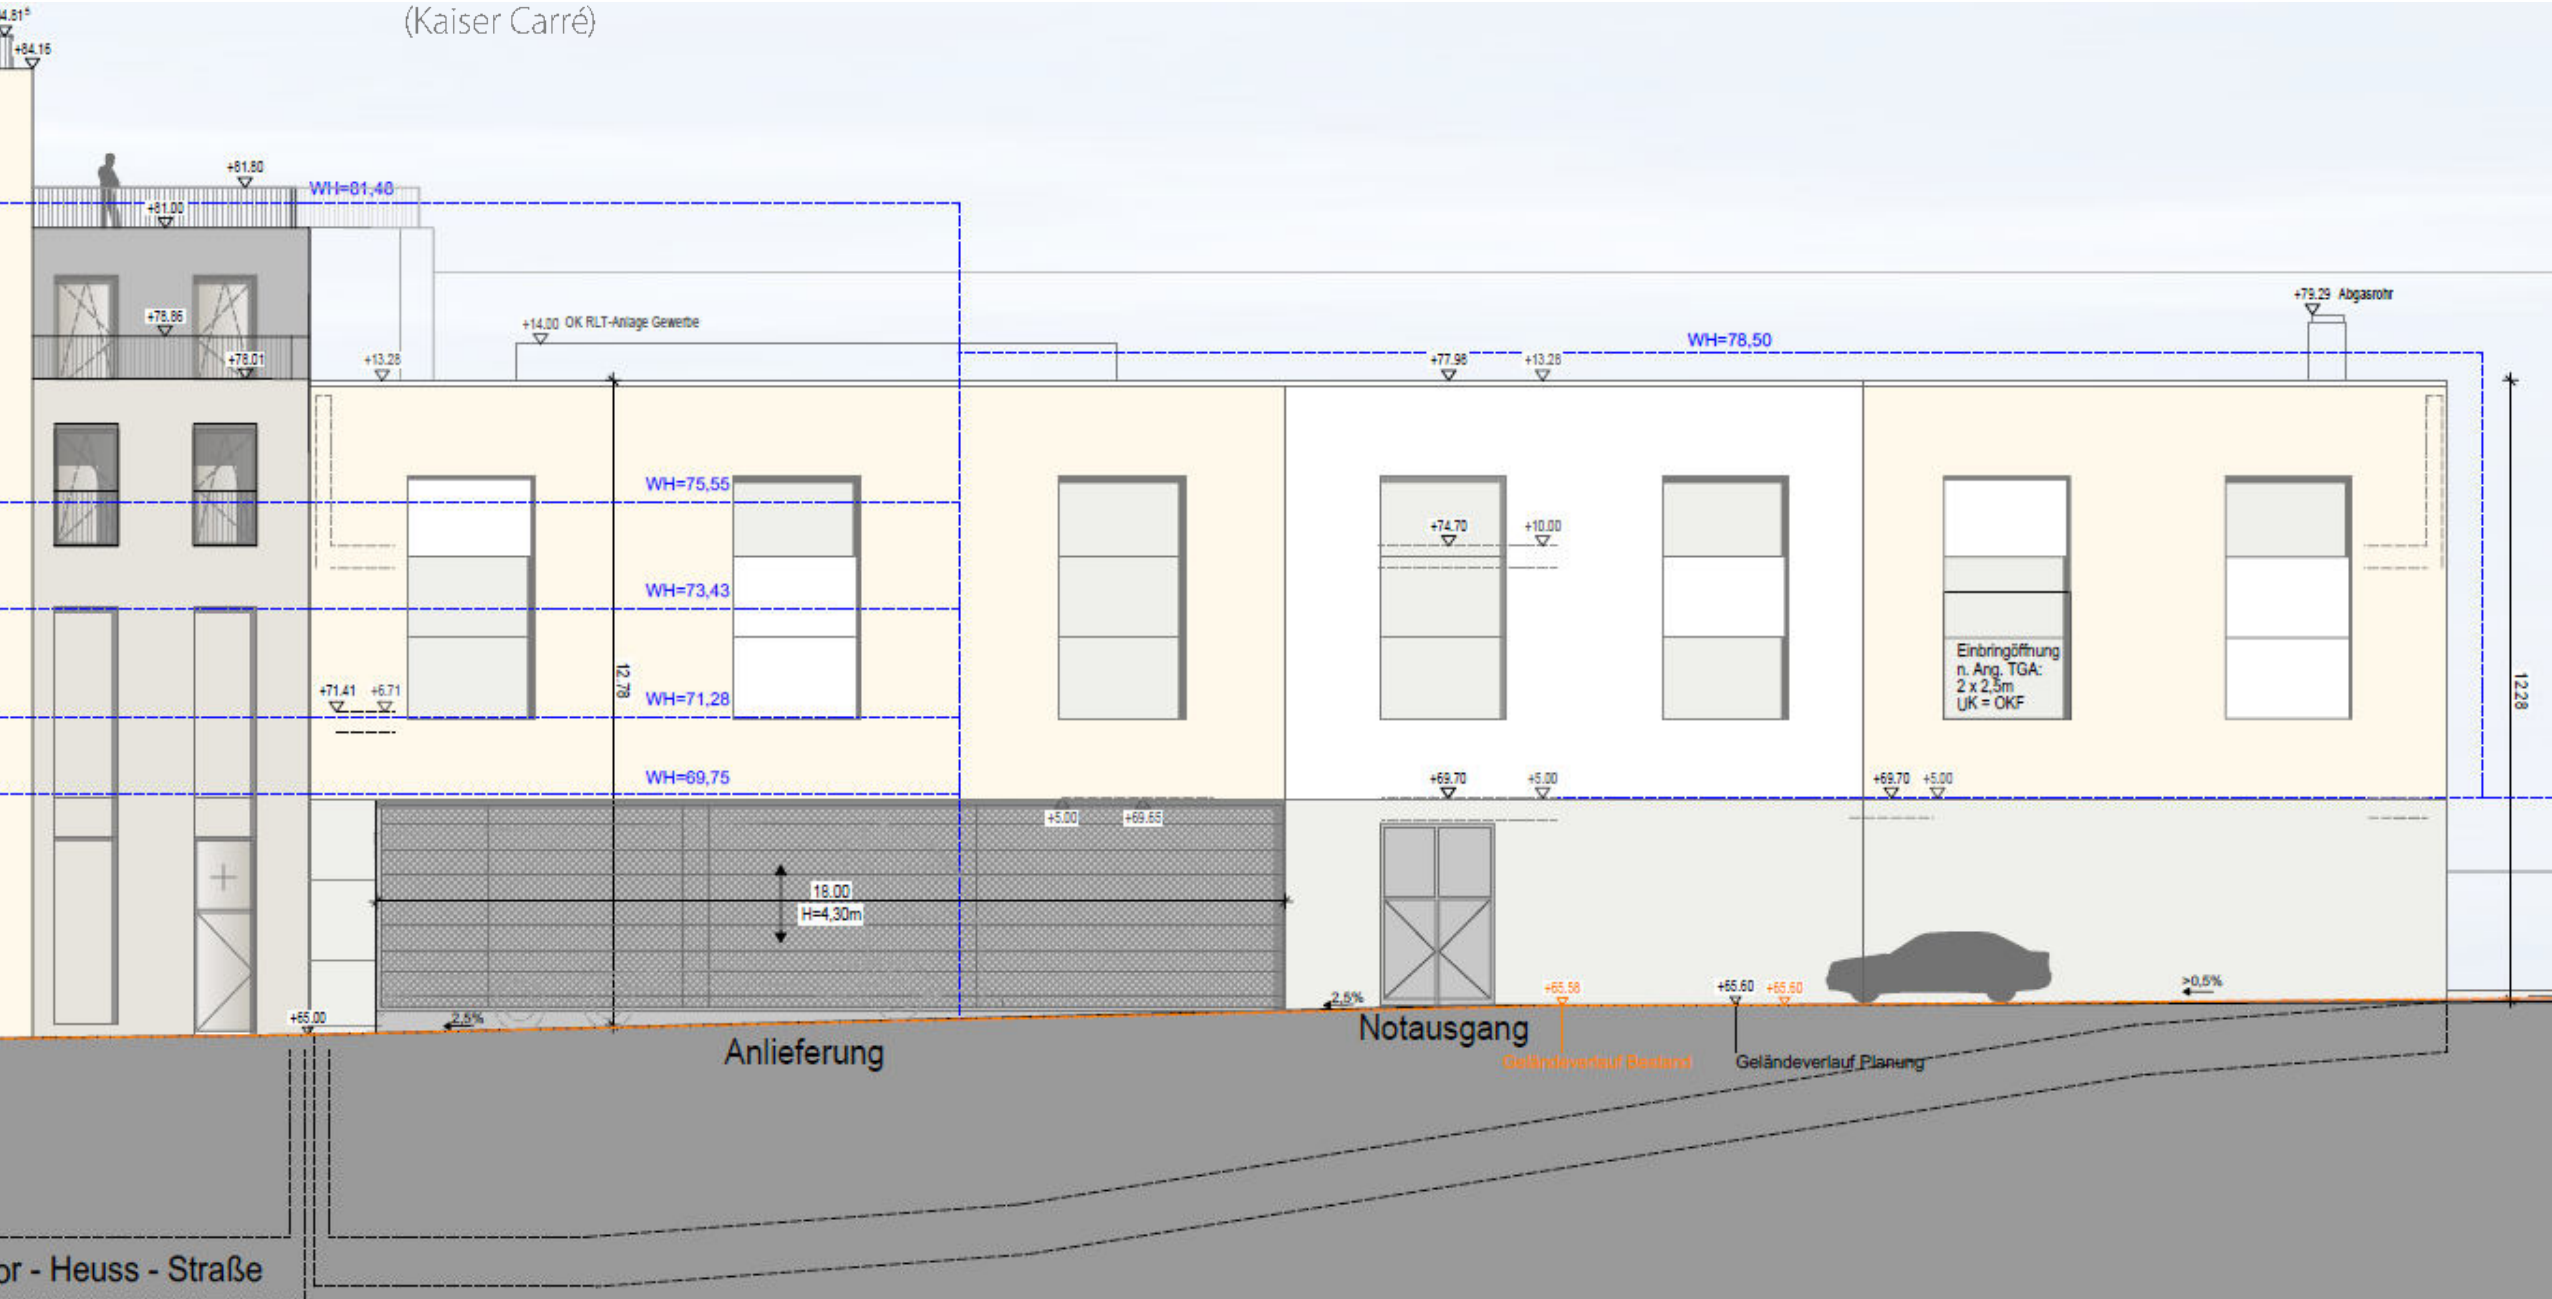 (Kaiser Carré)
4.81⁵
+84.16
+81.80
WH=81,48
+81.00
+79.29 Abgasrohr
+78.86
+14.00 OK RLT-Anlage Gewerbe
WH=78,50
+78.01
+13.28
+77.98
+13.28
WH=75,55
+74.70
+10.00
WH=73,43
Einbringöffnung
n. Ang. TGA:
2 x 2,5m
UK = OKF
12.78
12.28
+71.41
+6.71
WH=71,28
WH=69,75
+69.70
+5.00
+69.70
+5.00
+5.00
+69.65
18.00
H=4,30m
>0,5%
+65.58
+65.60
+65.60
2,5%
+65.00
2,5%
Notausgang
Anlieferung
Geländeverlauf Bestand
Geländeverlauf Planung
or - Heuss - Straße